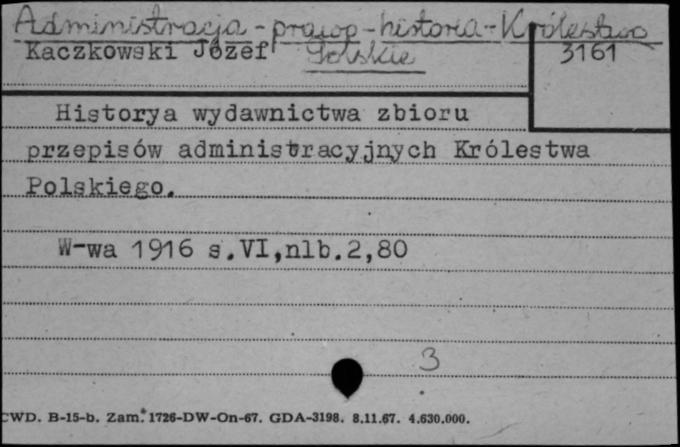 Administracja - prawo - historia - Królestwo
Kaczkowski Józef Polskie 3161
Historya wydawnictwa zbioru
przepisów administracyjnych Królestwa
Polskiego.
W-wa 1916 s.VI,nlb.2,80
3
CWD. B-15-b. Zam. 1726-DW-On-67. GDA-3198. 8.11.67. 4.630.000.